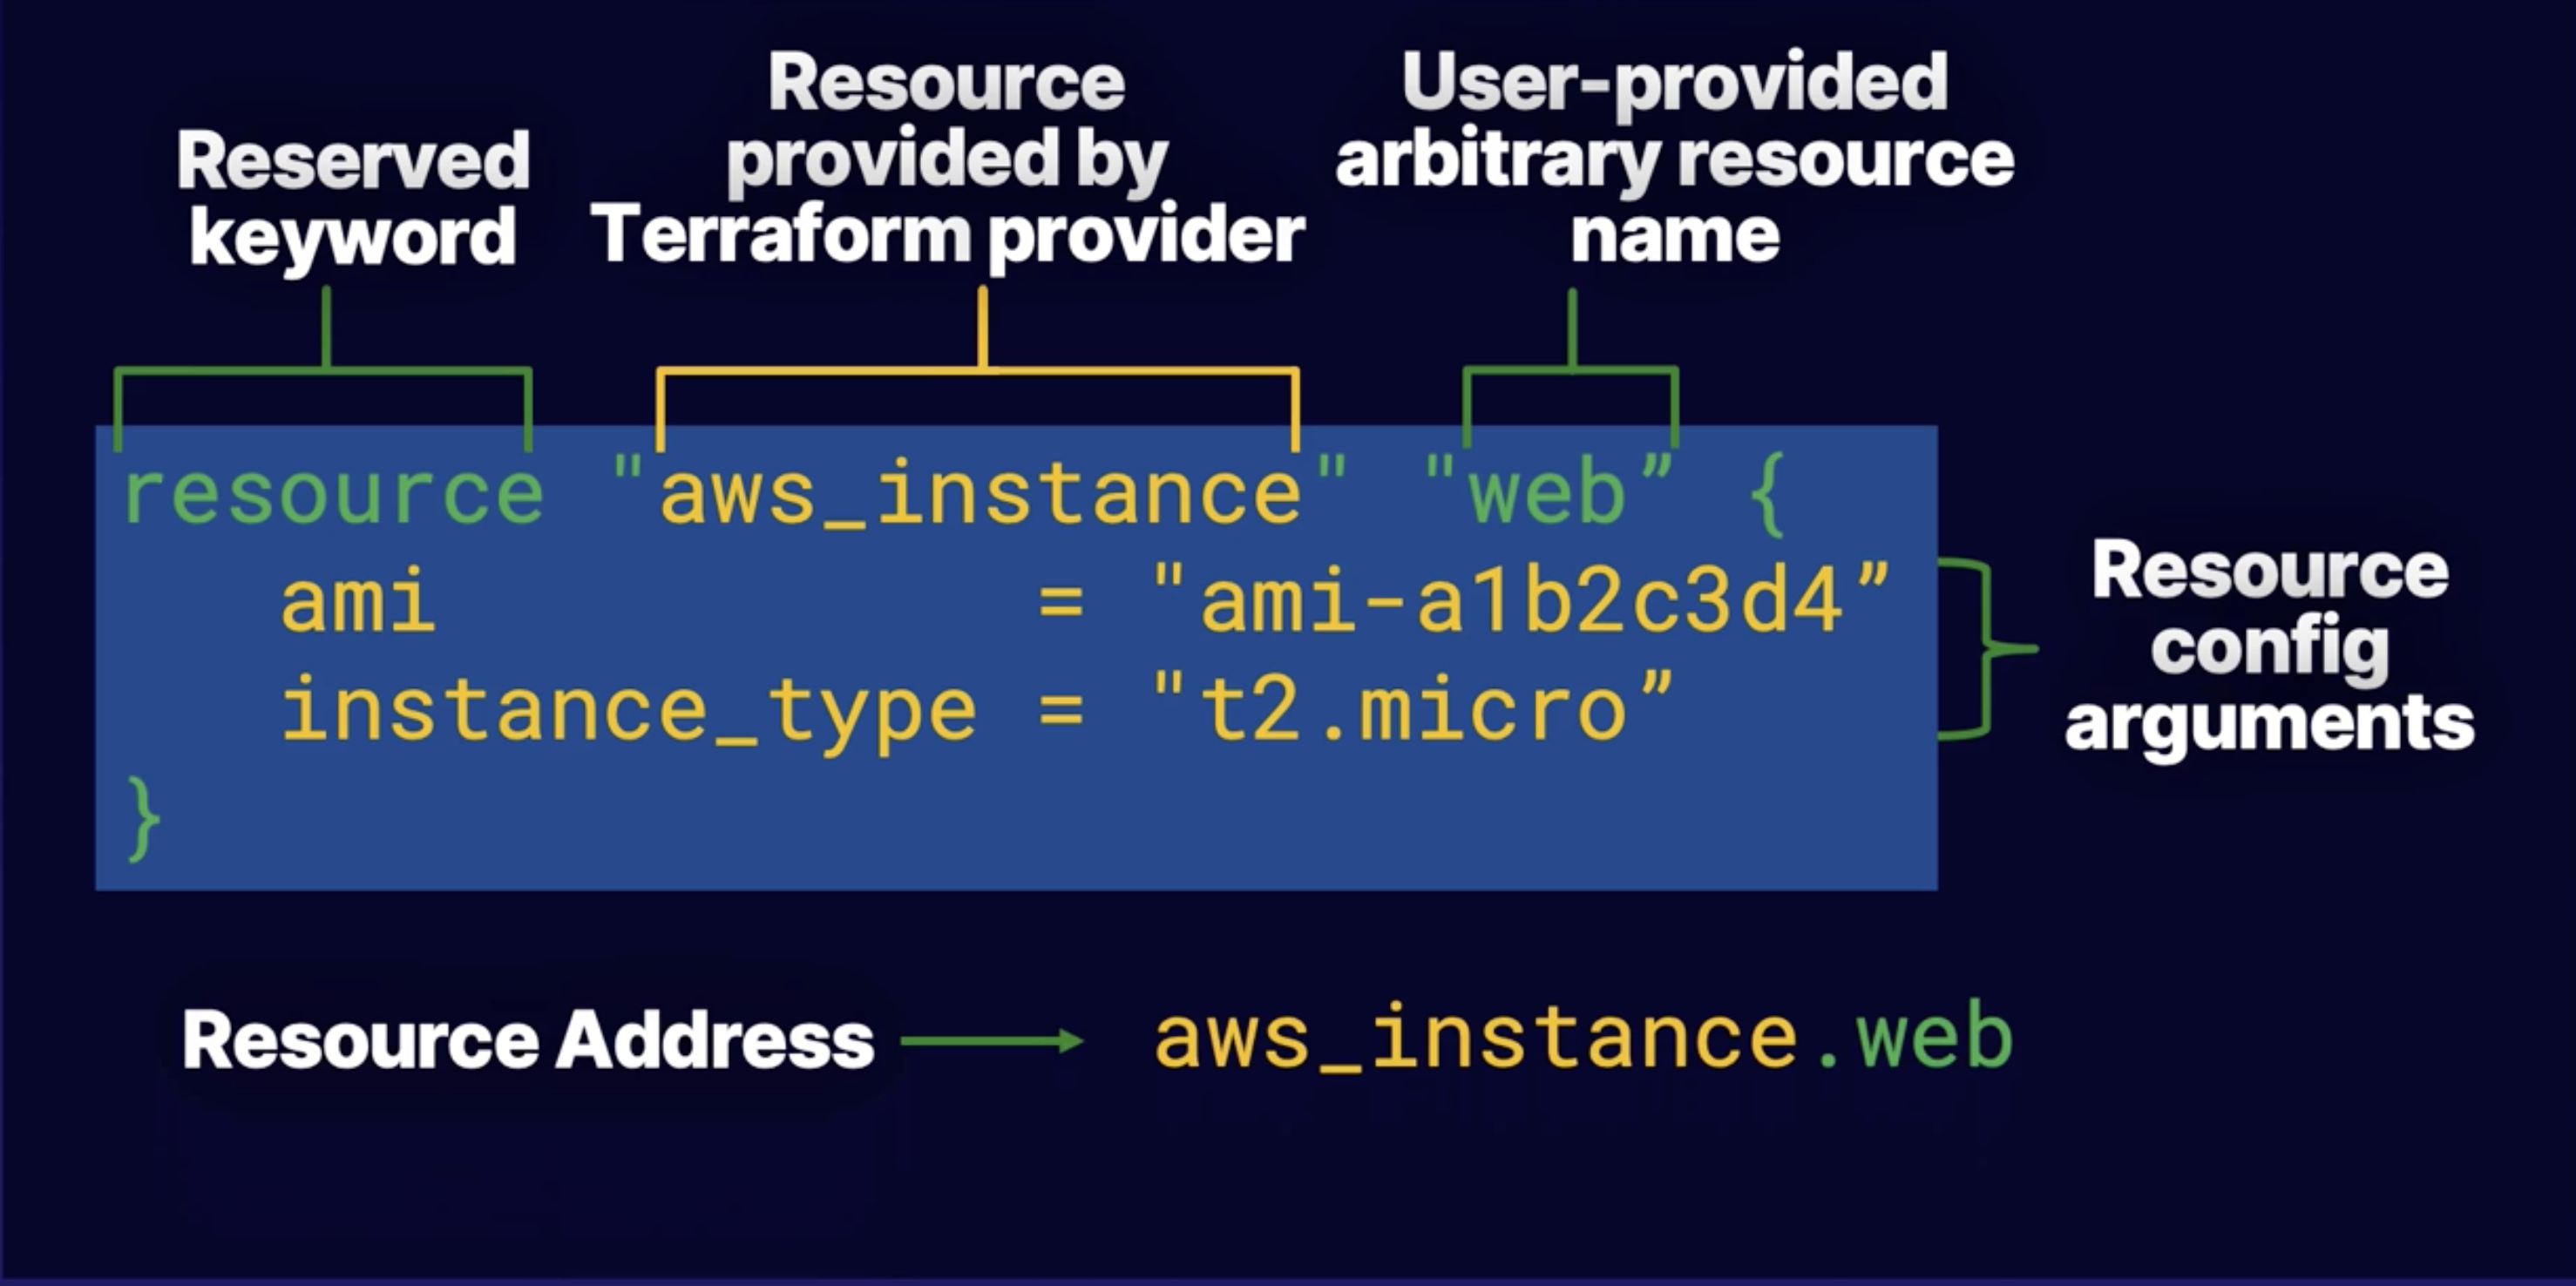 Reserved
keyword
Resource
provided by
Terraform provider
User-provided
arbitrary resource
name
resource "aws_instance" "web” {
ami = "ami-a1b2c3d4”
instance_type = "t2.micro”
}
Resource
config
arguments
Resource Address
aws_instance.web